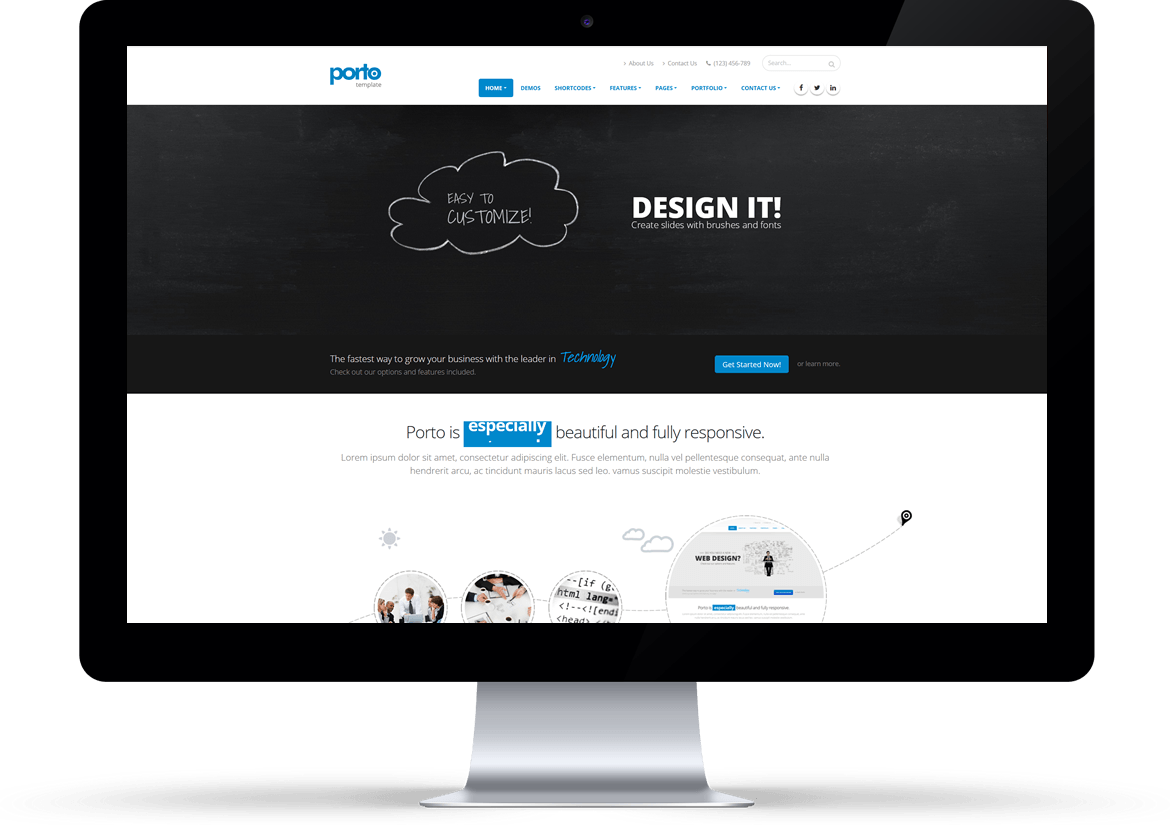 porto
template
About Us
Contact Us
(123) 456-789
Search...
HOME
DEMOS
SHORTCODES
FEATURES
PAGES
PORTFOLIO
CONTACT US
EASY TO
CUSTOMIZE!
DESIGN IT!
Create slides with brushes and fonts
The fastest way to grow your business with the leader in Technology
Check out our options and features included.
Get Started Now!
or learn more.
Porto is especially beautiful and fully responsive.
Lorem ipsum dolor sit amet, consectetur adipiscing elit. Fusce elementum, nulla vel pellentesque consequat, ante nulla
hendrerit arcu, ac tincidunt mauris lacus sed leo. vamus suscipit molestie vestibulum.
<!--[if (g
html lang="
<!--<![endi
<head>
WEB DESIGN?
Porto is especially beautiful and fully responsive.